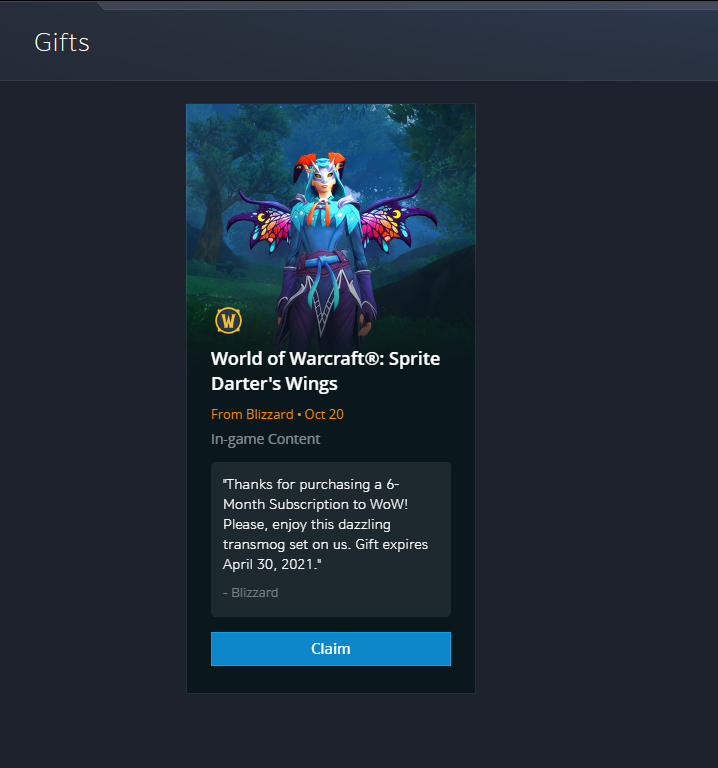 Gifts
W
World of Warcraft®: Sprite
Darter's Wings
From Blizzard • Oct 20
In-game Content
"Thanks for purchasing a 6-
Month Subscription to WoW!
Please, enjoy this dazzling
transmog set on us. Gift expires
April 30, 2021."
- Blizzard
Claim